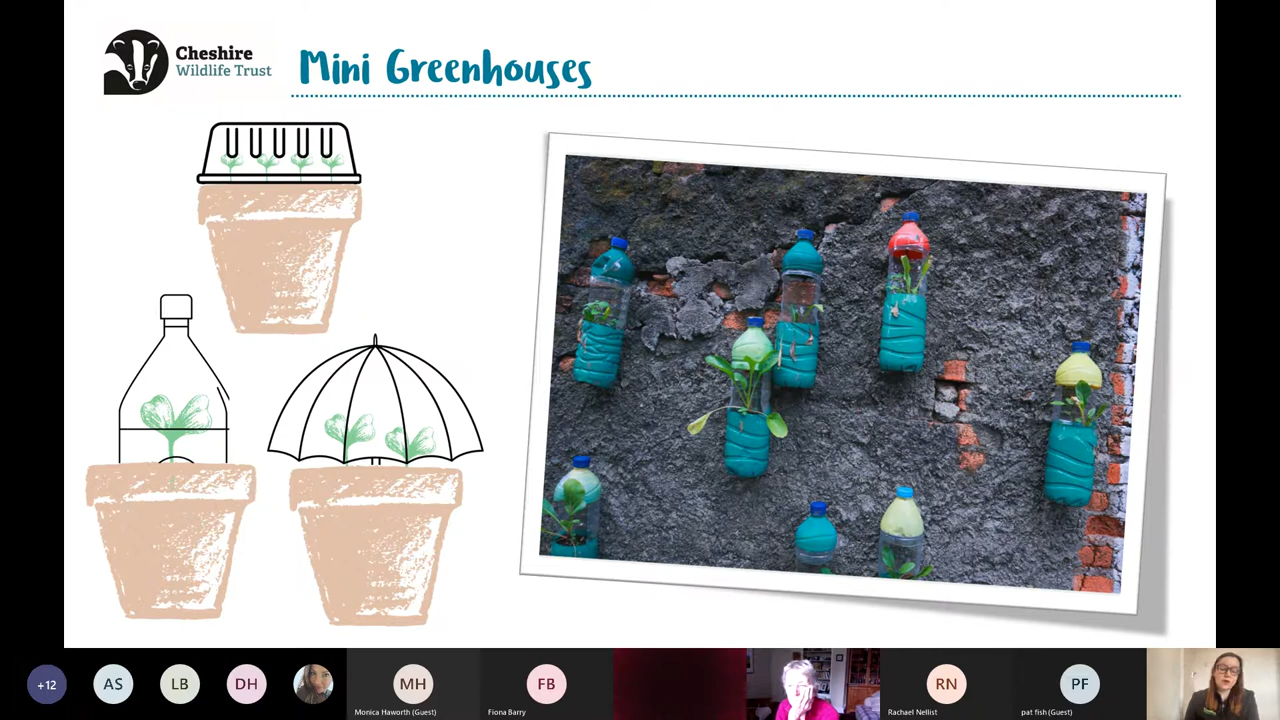 Cheshire
Wildlife Trust
Mini Greenhouses
+12
AS
LB
DH
MH
Monica Haworth (Guest)
FB
Fiona Barry
RN
Rachael Nellist
PF
pat fish (Guest)